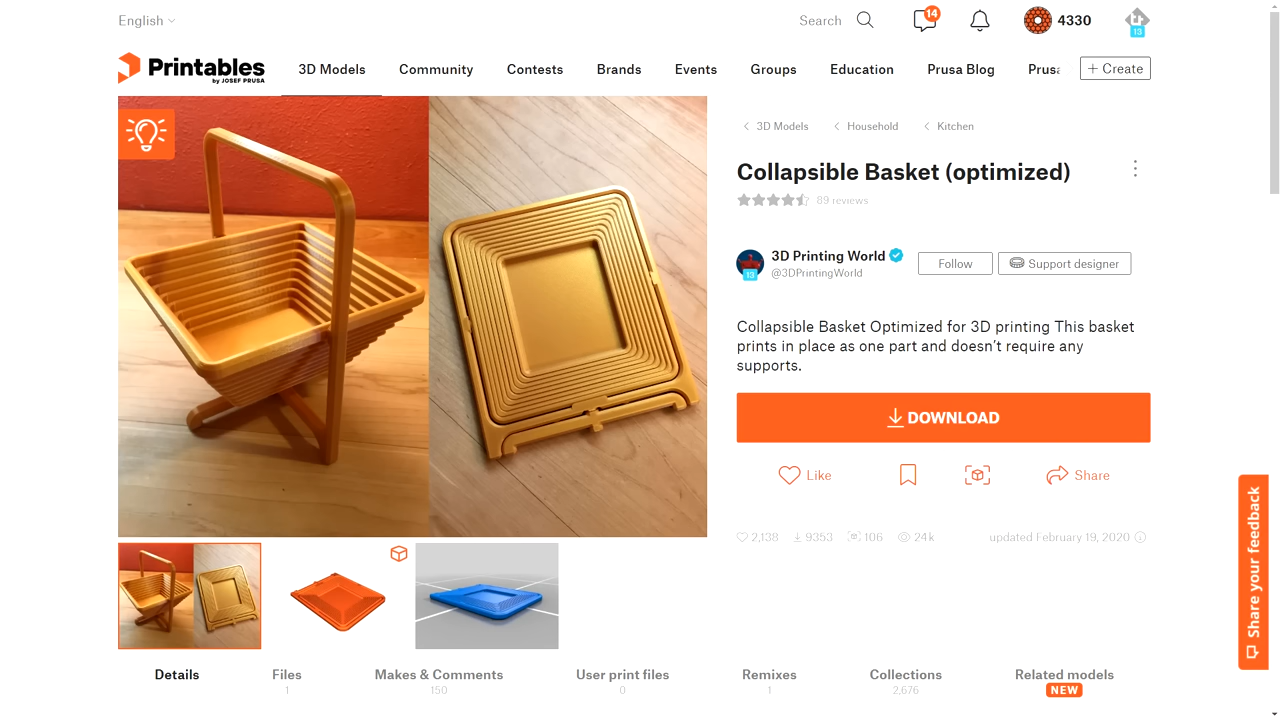 English
Search
14
4330
13
Printables
by JOSEF PRUSA
3D Models
Community
Contests
Brands
Events
Groups
Education
Prusa Blog
Prusa
+ Create
3D Models
Household
Kitchen
Collapsible Basket (optimized)
89 reviews
3D Printing World
@3DPrintingWorld
13
Follow
Support designer
Collapsible Basket Optimized for 3D printing This basket
prints in place as one part and doesn't require any
supports.
DOWNLOAD
Like
Share
2,138
9353
106
24k
updated February 19, 2020
Share your feedback
Details
Files
1
Makes & Comments
150
User print files
0
Remixes
1
Collections
2,676
Related models
NEW